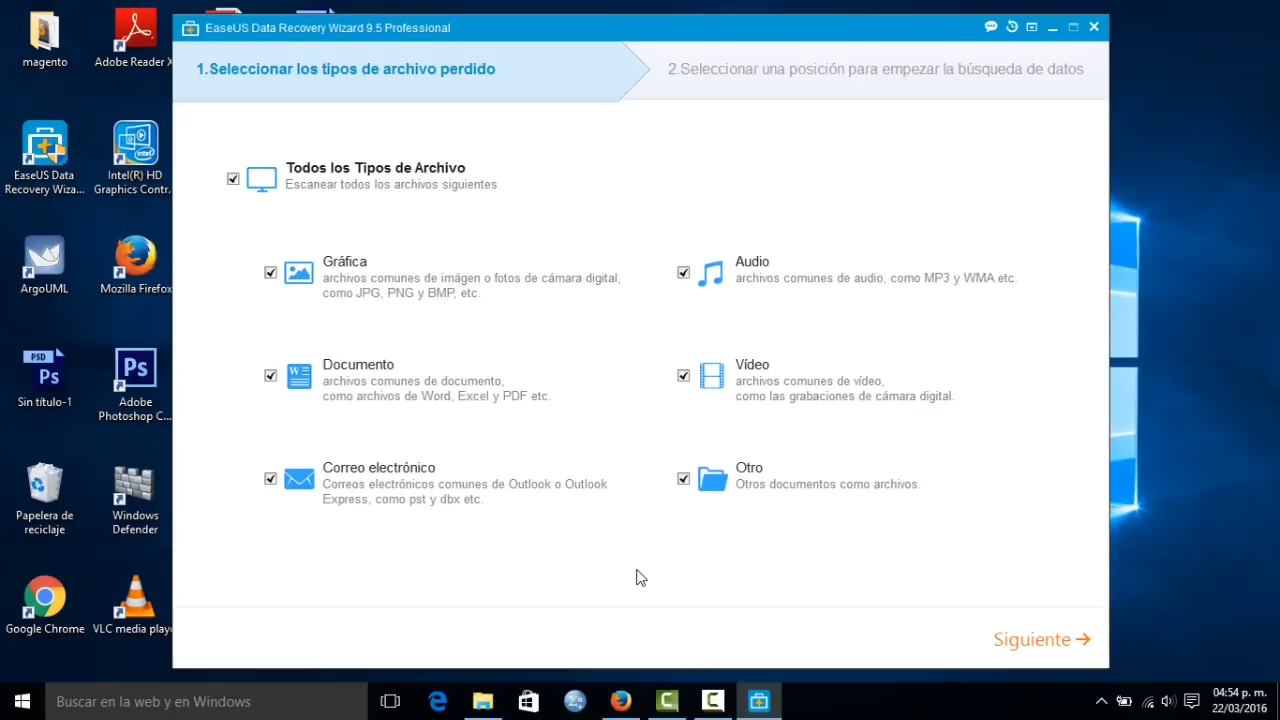 EaseUS Data Recovery Wizard 9.5 Professional
1.Seleccionar los tipos de archivo perdido
2.Seleccionar una posición para empezar la búsqueda de datos
Todos los Tipos de Archivo
Escanear todos los archivos siguientes
Gráfica
archivos comunes de imágen o fotos de cámara digital,
como JPG, PNG y BMP, etc.
Audio
archivos comunes de audio, como MP3 y WMA etc.
Documento
archivos comunes de documento,
como archivos de Word, Excel y PDF etc.
Vídeo
archivos comunes de vídeo,
como las grabaciones de cámara digital.
Correo electrónico
Correos electrónicos comunes de Outlook o Outlook
Express, como pst y dbx etc.
Otro
Otros documentos como archivos.
Siguiente
magento
Adobe Reader X
EaseUS Data
Recovery Wiza...
Intel(R) HD
Graphics Contr.
intel
ArgoUML
Mozilla Firefox
PSD
Ps
Sin título-1
Ps
Adobe
Photoshop C...
Papelera de
reciclaje
Windows
Defender
Google Chrome
VLC media play
Buscar en la web y en Windows
04:54 p. m.
22/03/2016